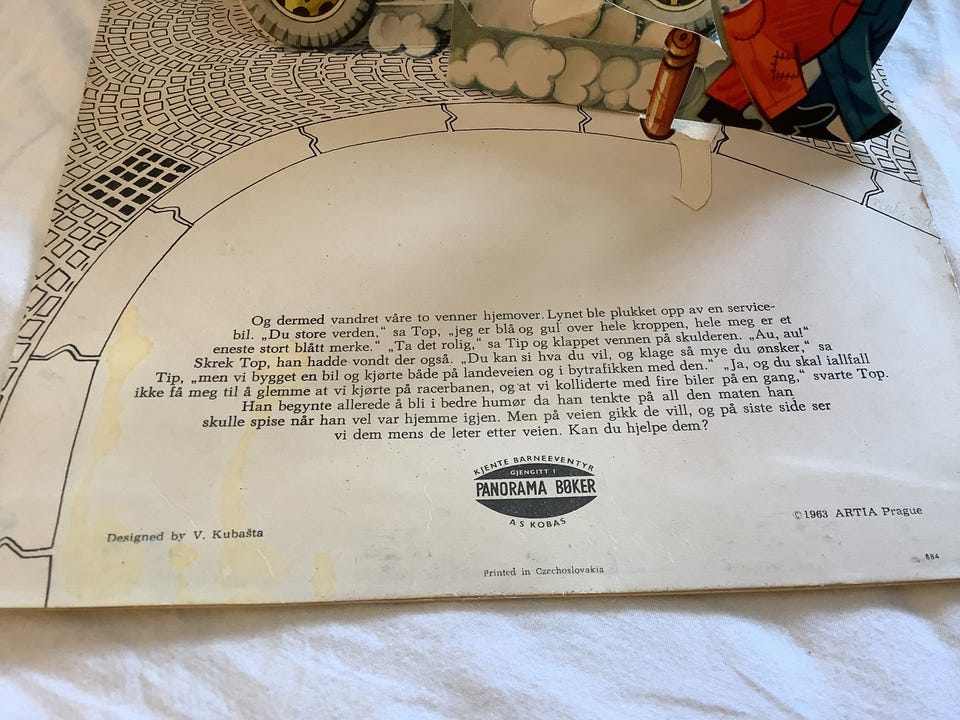 Og dermed vandret våre to venner hjemover. Lynet ble plukket opp av en service-
bil. „Du store verden,“ sa Top, „jeg er blå og gul over hele kroppen, hele meg er et
eneste stort blått merke.“ „Ta det rolig,“ sa Tip og klappet vennen på skulderen. „Au, au!“
Skrek Top, han hadde vondt der også. „Du kan si hva du vil, og klage så mye du ønsker,“ sa
Tip, „men vi bygget en bil og kjørte både på landeveien og i bytrafikken med den.“ „Ja, og du skal iallfall
ikke få meg til å glemme at vi kjørte på racerbanen, og at vi kolliderte med fire biler på en gang,“ svarte Top.
Han begynte allerede å bli i bedre humør da han tenkte på all den maten han
skulle spise når han vel var hjemme igjen. Men på veien gikk de vill, og på siste side ser
vi dem mens de leter etter veien. Kan du hjelpe dem?
KJENTE BARNEEVENTYR
GJENGITT I
PANORAMA BØKER
A S KOBAS
Designed by V. Kubašta
©1963 ARTIA Prague
Printed in Czechoslovakia
884